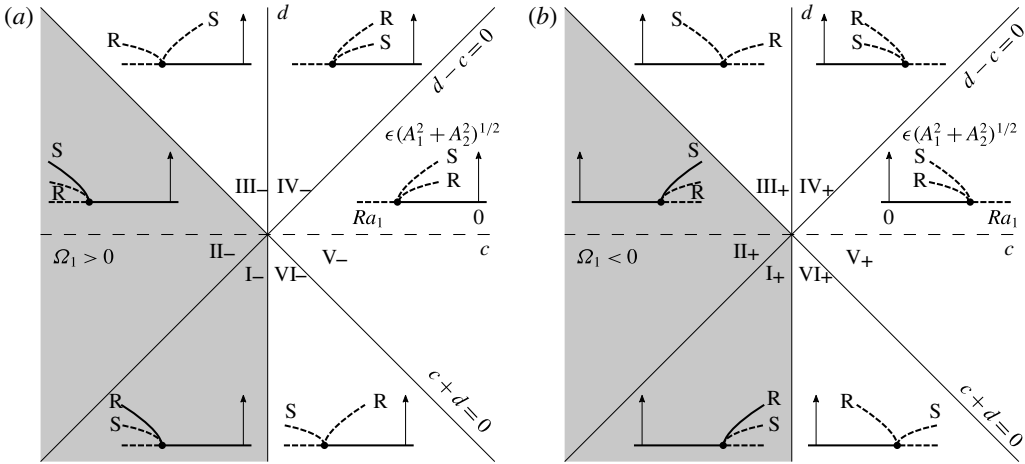 (a)
d
S
R
R
S
d − c = 0
ϵ(A₁² + A₂²)^{1/2}
S
R
S
R
III−
IV−
Ra₁
0
c
Ω₁ > 0
II−
V−
I−
VI−
c + d = 0
R
S
S
R
(b)
d
S
R
R
S
d − c = 0
ϵ(A₁² + A₂²)^{1/2}
S
R
S
R
III+
IV+
0
Ra₁
c
Ω₁ < 0
II+
V+
I+
VI+
c + d = 0
R
S
R
S